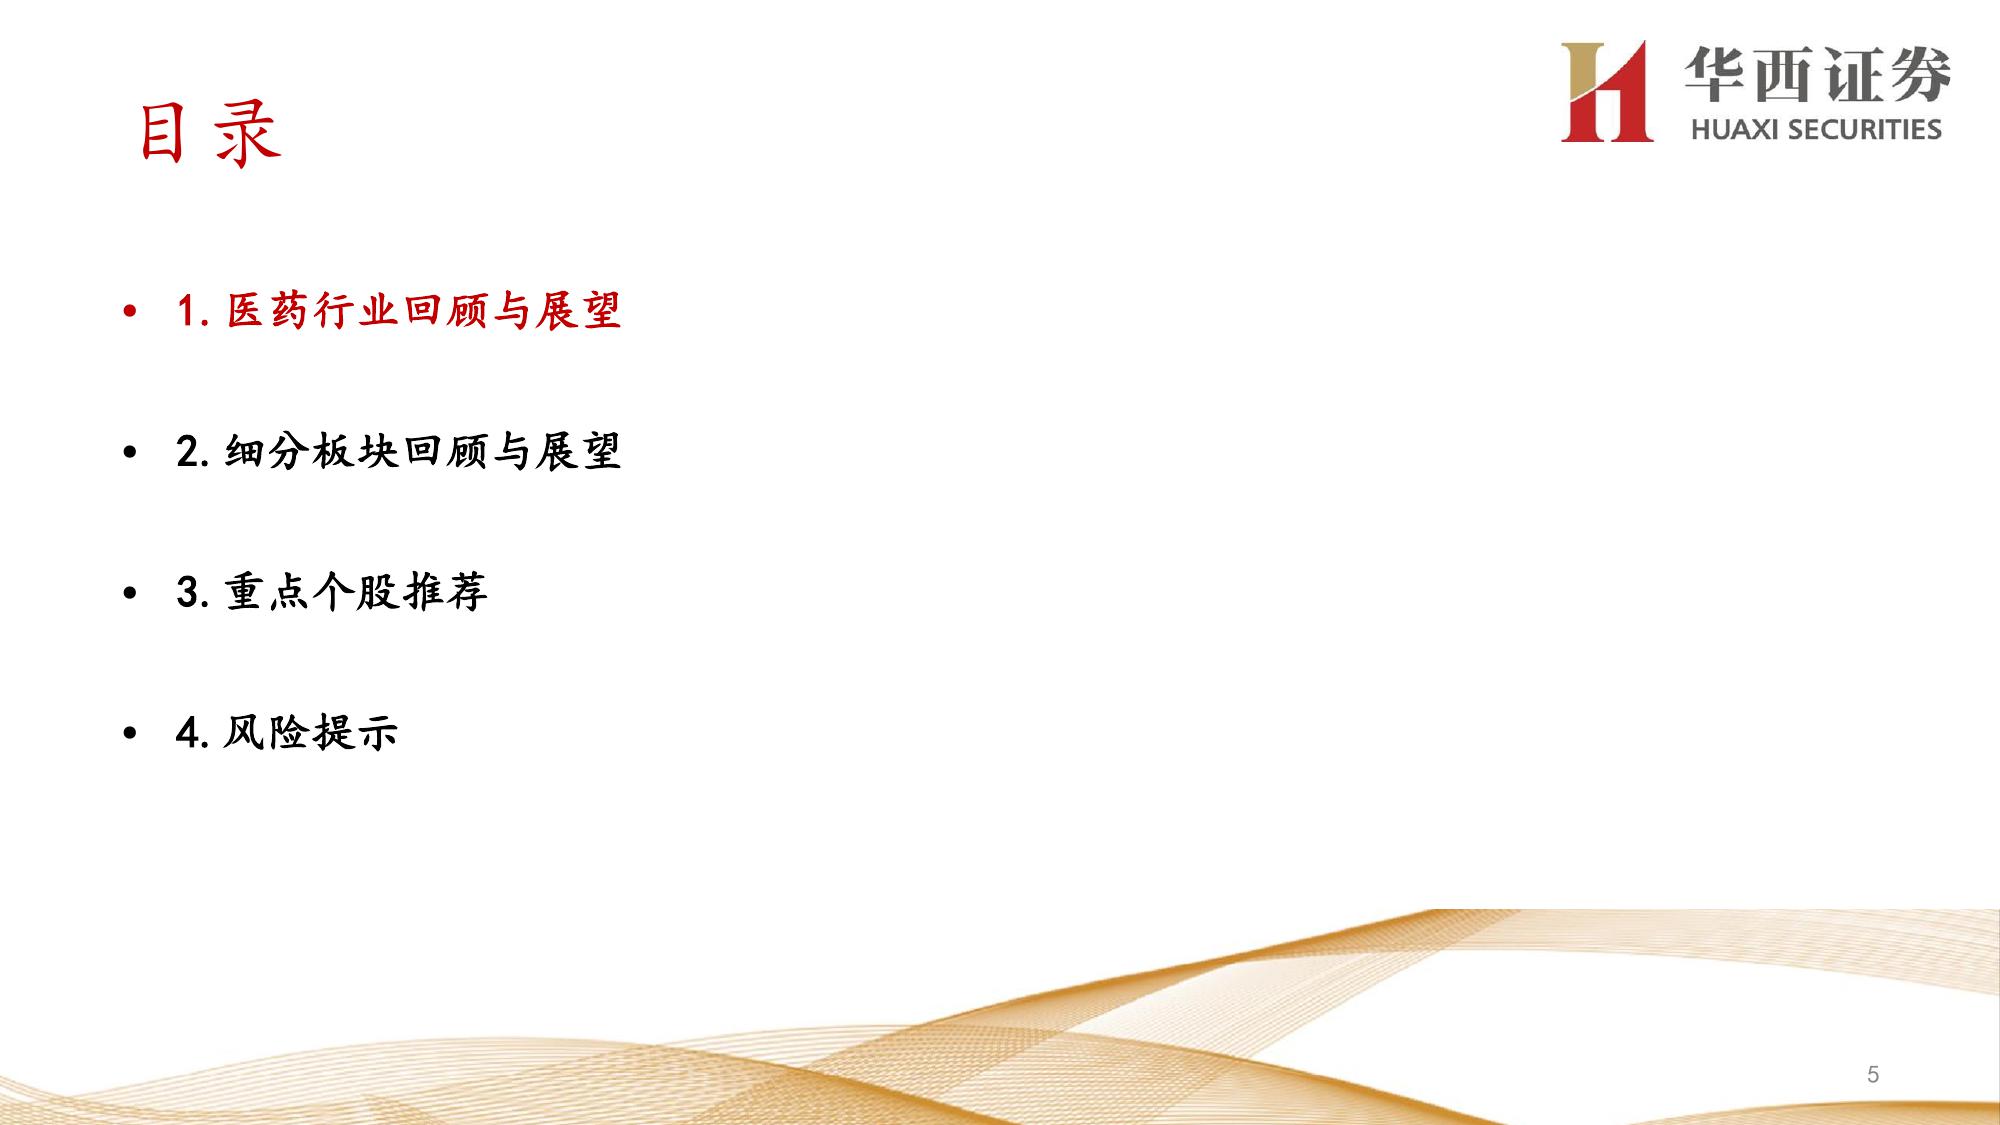 华西证券
HUAXI SECURITIES
目录
• 1.医药行业回顾与展望
• 2.细分板块回顾与展望
• 3.重点个股推荐
• 4.风险提示
5